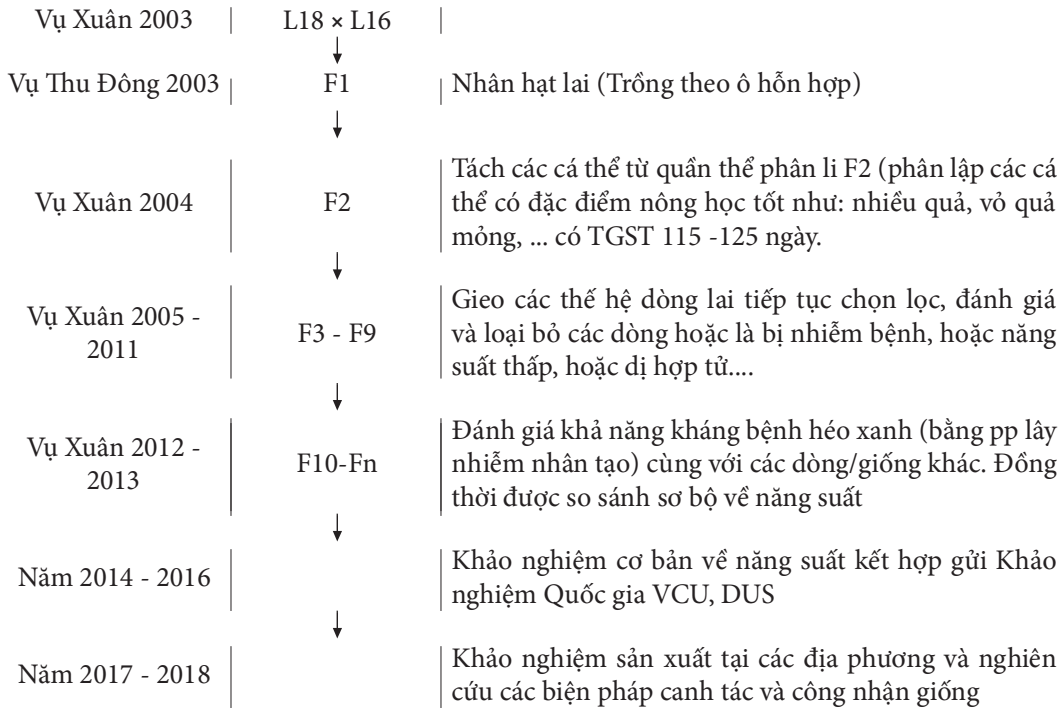 Vụ Xuân 2003 L18 × L16
Vụ Thu Đông 2003 F1 Nhân hạt lai (Trồng theo ô hỗn hợp)
Tách các cá thể từ quần thể phân li F2 (phân lập các cá
Vụ Xuân 2004 F2 thể có đặc điểm nông học tốt như: nhiều quả, vỏ quả
mỏng, ... có TGST 115 -125 ngày.
Vụ Xuân 2005 -
2011
F3 - F9
Gieo các thế hệ dòng lai tiếp tục chọn lọc, đánh giá
và loại bỏ các dòng hoặc là bị nhiễm bệnh, hoặc năng
suất thấp, hoặc dị hợp tử....
Vụ Xuân 2012 -
2013
F10-Fn
Đánh giá khả năng kháng bệnh héo xanh (bằng pp lây
nhiễm nhân tạo) cùng với các dòng/giống khác. Đồng
thời được so sánh sơ bộ về năng suất
Năm 2014 - 2016
Khảo nghiệm cơ bản về năng suất kết hợp gửi Khảo
nghiệm Quốc gia VCU, DUS
Năm 2017 - 2018
Khảo nghiệm sản xuất tại các địa phương và nghiên
cứu các biện pháp canh tác và công nhận giống